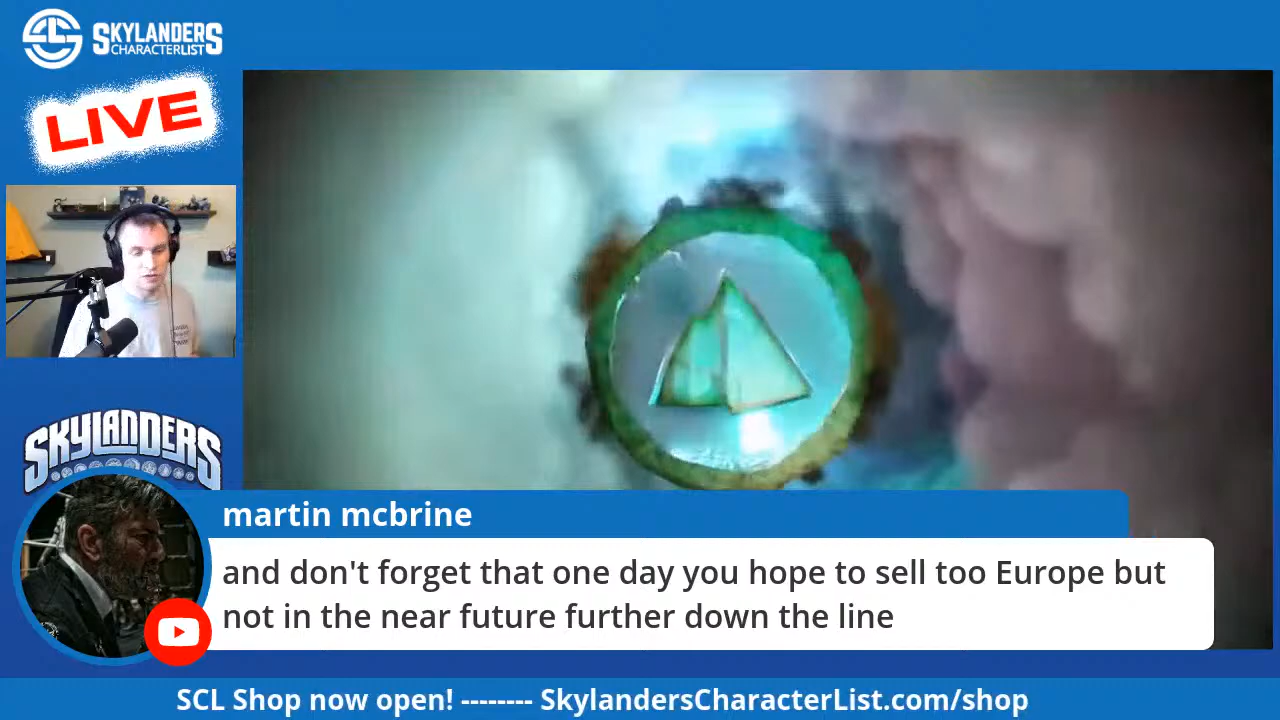 SKYLANDERS
CHARACTERLIST
LIVE
SKYLANDERS
martin mcbrine
and don't forget that one day you hope to sell too Europe but
not in the near future further down the line
SCL Shop now open! -------- SkylandersCharacterList.com/shop